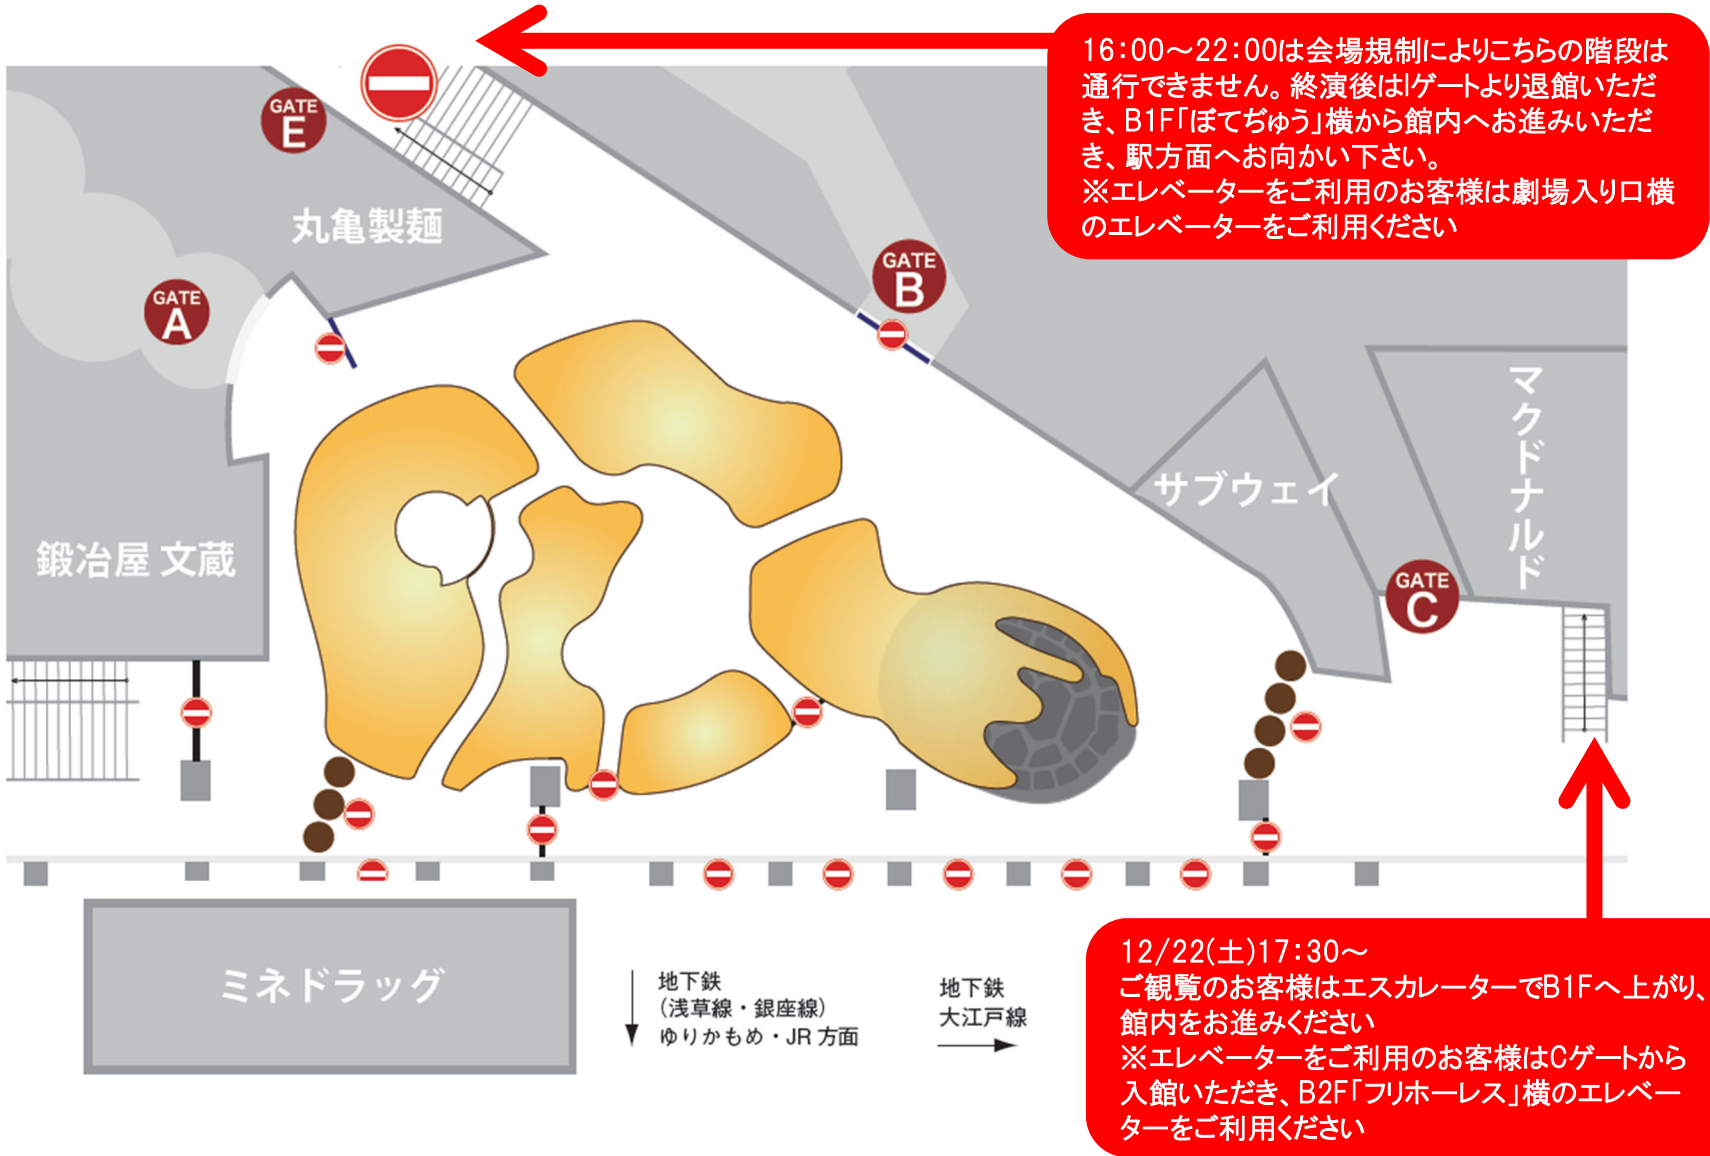 16:00～22:00は会場規制によりこちらの階段は
通行できません。終演後はIゲートより退館いただ
き、B1F「ぼてぢゅう」横から館内へお進みいただ
き、駅方面へお向かい下さい。
※エレベーターをご利用のお客様は劇場入り口横
のエレベーターをご利用ください
GATE
E
丸亀製麺
GATE
A
GATE
B
マクドナルド
サブウェイ
鍛冶屋 文蔵
GATE
C
ミネドラッグ
地下鉄
(浅草線・銀座線)
ゆりかもめ・JR 方面
地下鉄
大江戸線
12/22(土)17:30～
ご観覧のお客様はエスカレーターでB1Fへ上がり、
館内をお進みください
※エレベーターをご利用のお客様はCゲートから
入館いただき、B2F「フリホーレス」横のエレベー
ターをご利用ください